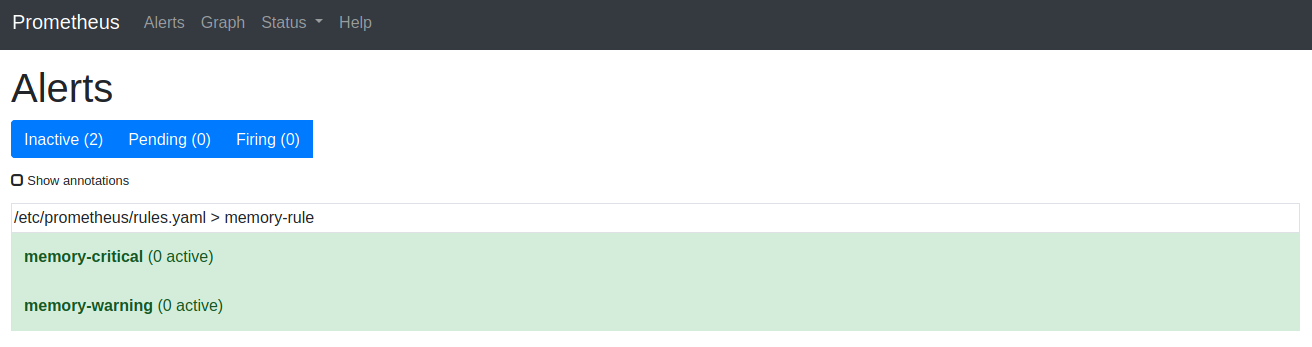 Prometheus Alerts Graph Status Help
Alerts
Inactive (2) Pending (0) Firing (0)
Show annotations
/etc/prometheus/rules.yaml > memory-rule
memory-critical (0 active)
memory-warning (0 active)